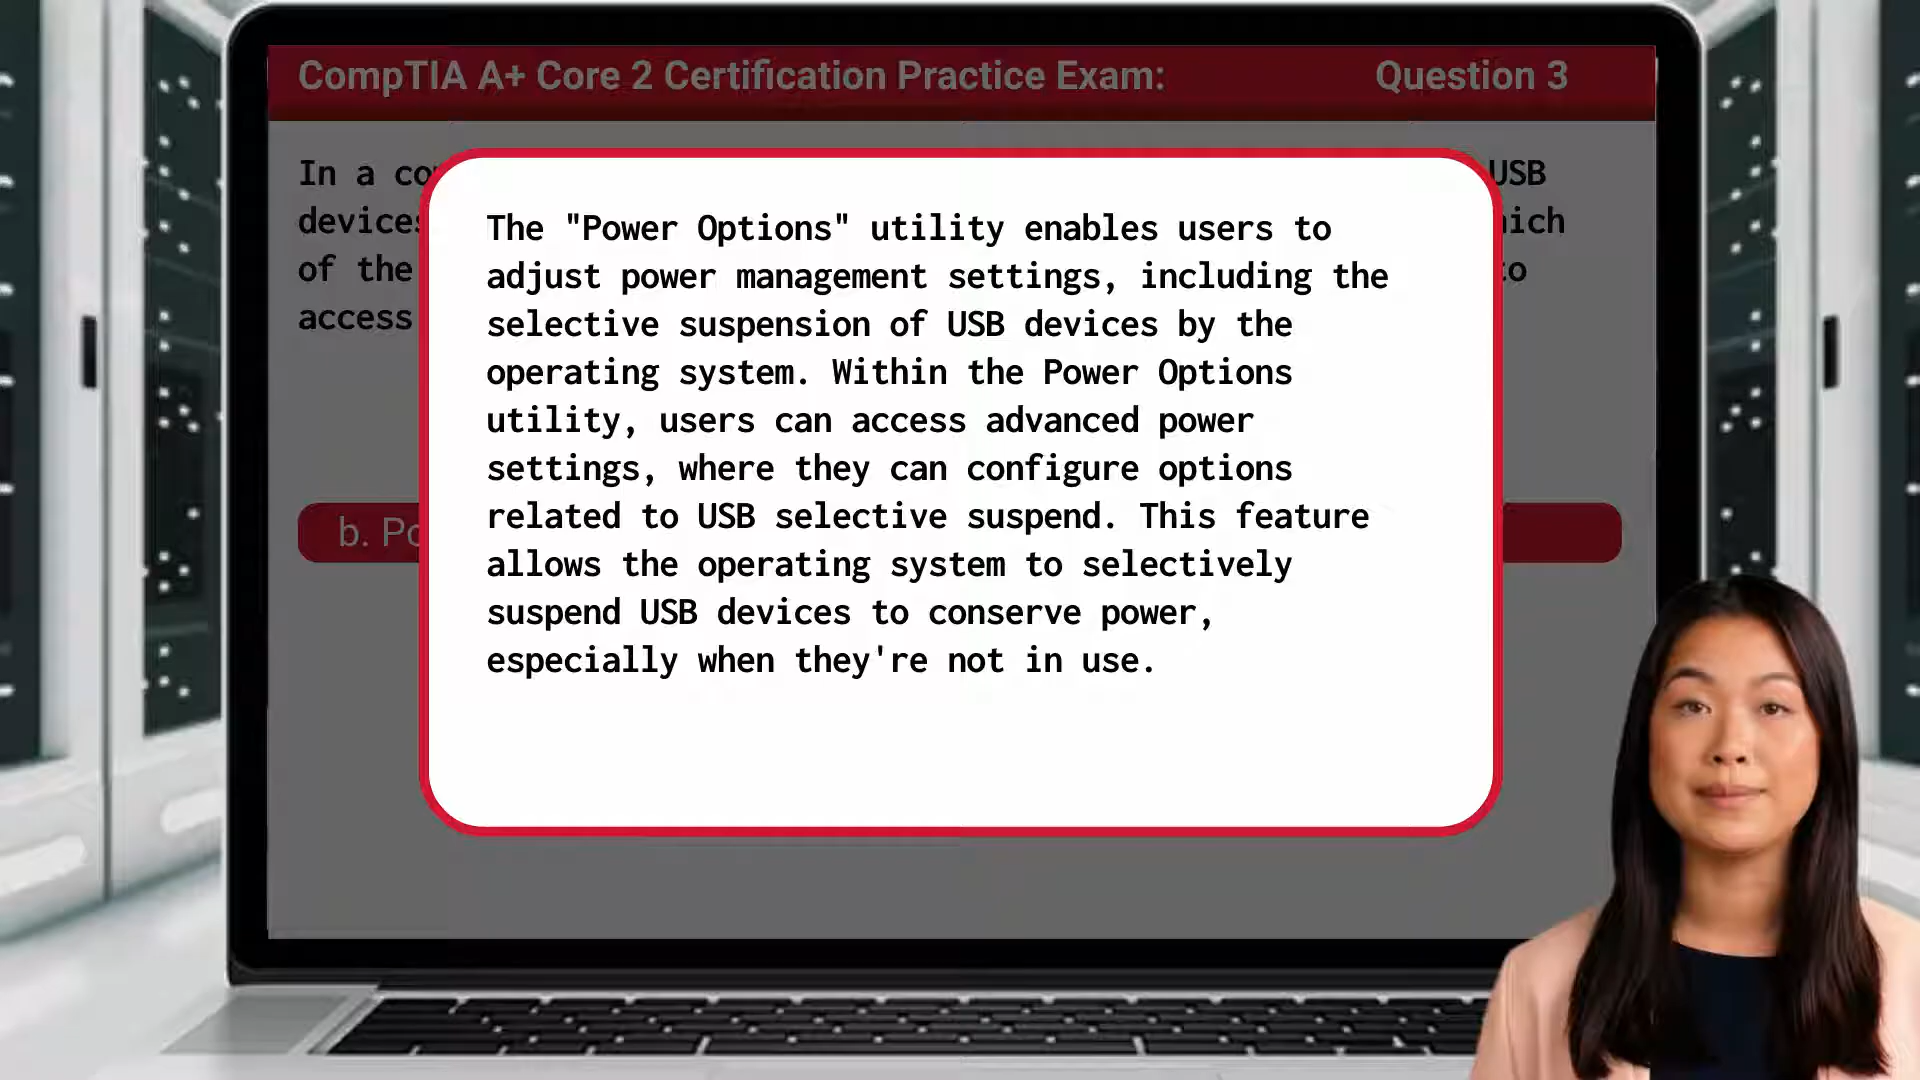 CompTIA A+ Core 2 Certification Practice Exam:
Question 3
In a USB
devices
of the to
access
b.
The "Power Options" utility enables users to
adjust power management settings, including the
selective suspension of USB devices by the
operating system. Within the Power Options
utility, users can access advanced power
settings, where they can configure options
related to USB selective suspend. This feature
allows the operating system to selectively
suspend USB devices to conserve power,
especially when they're not in use.